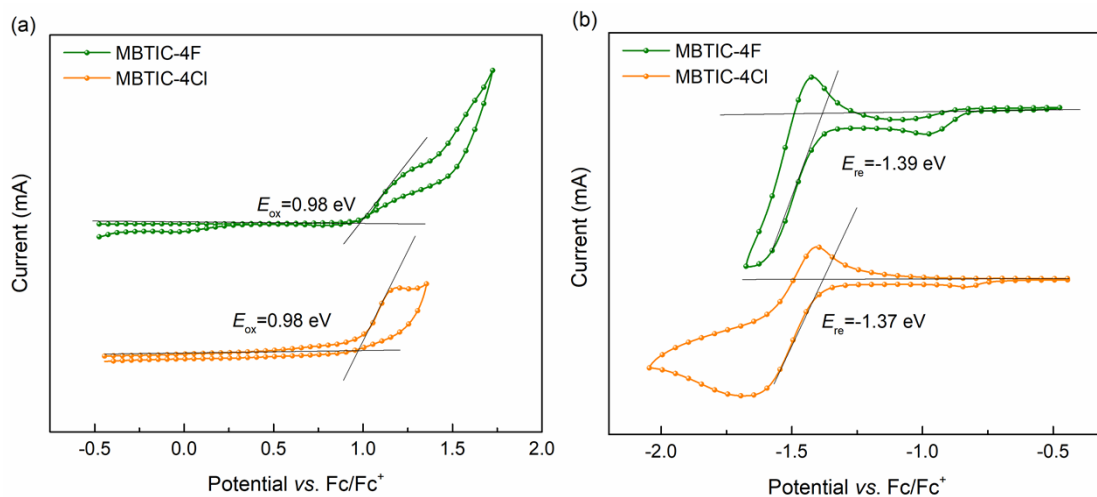 (a)
MBTIC-4F
MBTIC-4Cl
Current (mA)
Eox=0.98 eV
Eox=0.98 eV
-0.5 0.0 0.5 1.0 1.5 2.0
Potential vs. Fc/Fc+
(b)
MBTIC-4F
MBTIC-4Cl
Current (mA)
Ere=-1.39 eV
Ere=-1.37 eV
-2.0 -1.5 -1.0 -0.5
Potential vs. Fc/Fc+